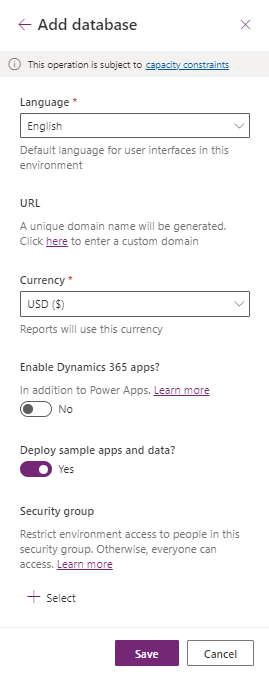 Add database
This operation is subject to capacity constraints
Language *
English
Default language for user interfaces in this
environment
URL
A unique domain name will be generated.
Click here to enter a custom domain
Currency *
USD ($)
Reports will use this currency
Enable Dynamics 365 apps?
In addition to Power Apps. Learn more
No
Deploy sample apps and data?
Yes
Security group
Restrict environment access to people in this
security group. Otherwise, everyone can
access. Learn more
Select
Save
Cancel